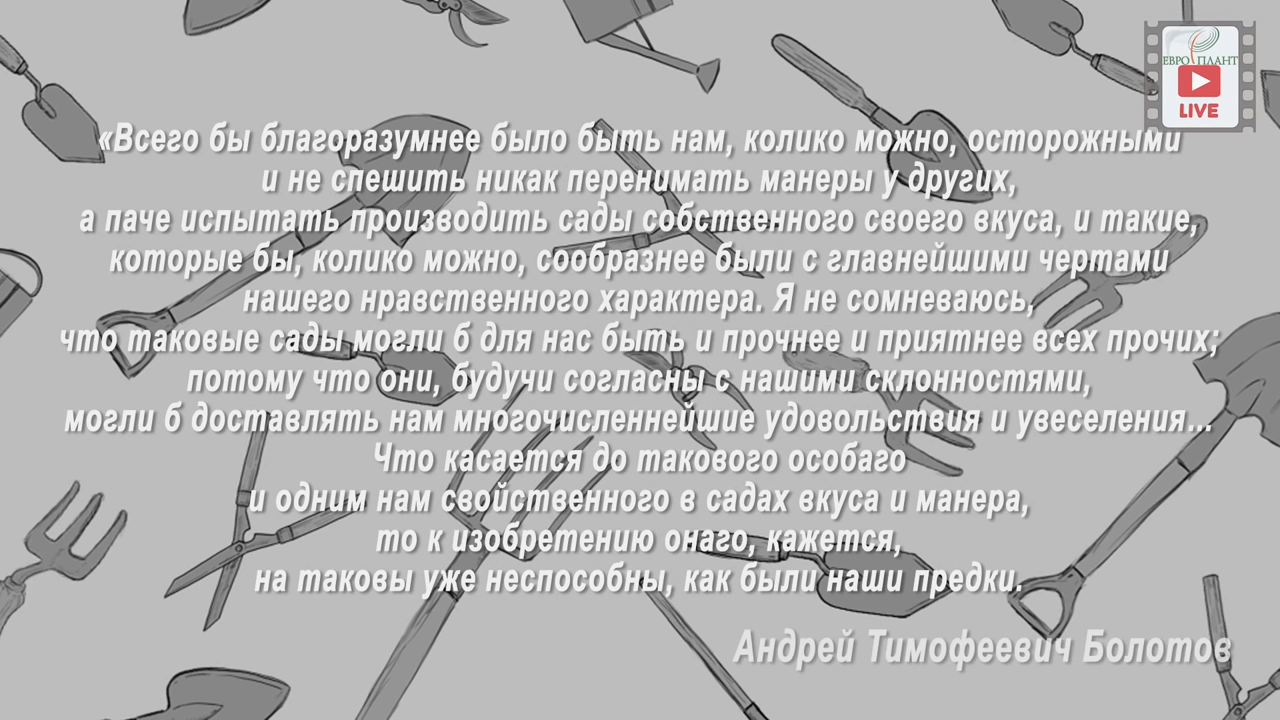 ЕВРОПЛАНТ
LIVE
«Всего бы благоразумнее было быть нам, колико можно, осторожными
и не спешить никак перенимать манеры у других,
а паче испытать производить сады собственного своего вкуса, и такие,
которые бы, колико можно, сообразнее были с главнейшими чертами
нашего нравственного характера. Я не сомневаюсь,
что таковые сады могли б для нас быть и прочнее и приятнее всех прочих;
потому что они, будучи согласны с нашими склонностями,
могли б доставлять нам многочисленнейшие удовольствия и увеселения...
Что касается до такового особаго
и одним нам свойственного в садах вкуса и манера,
то к изобретению онаго, кажется,
на таковы уже неспособны, как были наши предки.
Андрей Тимофеевич Болотов